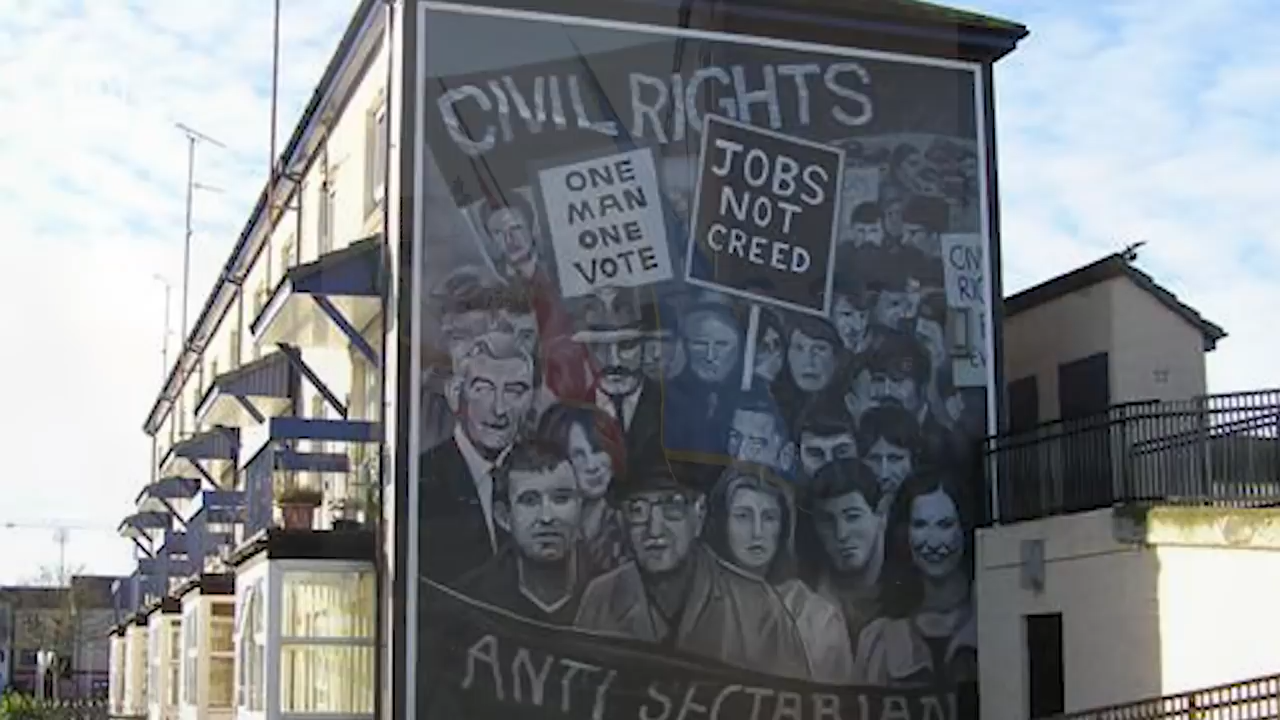 CIVIL RIGHTS
ONE
MAN
ONE
VOTE
JOBS
NOT
CREED
ANTI SECTARIAN